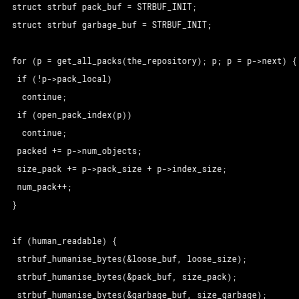 struct strbuf pack_buf = STRBUF_INIT;
struct strbuf garbage_buf = STRBUF_INIT;

for (p = get_all_packs(the_repository); p; p = p->next) {
 if (!p->pack_local)
  continue;
 if (open_pack_index(p))
  continue;
 packed += p->num_objects;
 size_pack += p->pack_size + p->index_size;
 num_pack++;
}

if (human_readable) {
 strbuf_humanise_bytes(&loose_buf, loose_size);
 strbuf_humanise_bytes(&pack_buf, size_pack);
 strbuf_humanise_bytes(&garbage_buf, size_garbage);